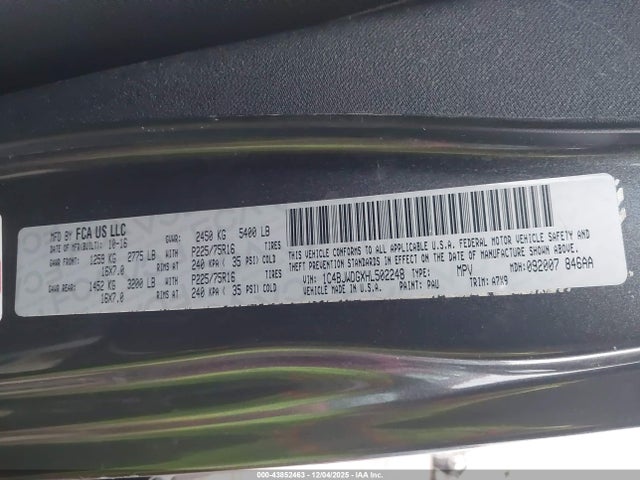 MFD BY FCA US LLC
DATE OF MFR(BUILT): 10-16
GVWR: 2450 KG 5400 LB
GAWR FRONT: 1259 KG 2775 LB WITH P225/75R16 TIRES
16X7.0 RIMS AT 240 KPA( 35 PSI) COLD
GAWR REAR: 1452 KG 3200 LB WITH P225/75R16 TIRES
16X7.0 RIMS AT 240 KPA( 35 PSI) COLD
THIS VEHICLE CONFORMS TO ALL APPLICABLE U.S.A. FEDERAL MOTOR VEHICLE SAFETY
STANDARDS IN EFFECT ON THE DATE OF MANUFACTURE SHOWN ABOVE.
VIN: 1C4BJWDGXHL502248 TYPE: MPV MDH:092007 846AA
VEHICLE MADE IN U.S.A. PAINT: PAU TRIM: A7X9
000-43852463 - 12/04/2025 - IAA Inc.